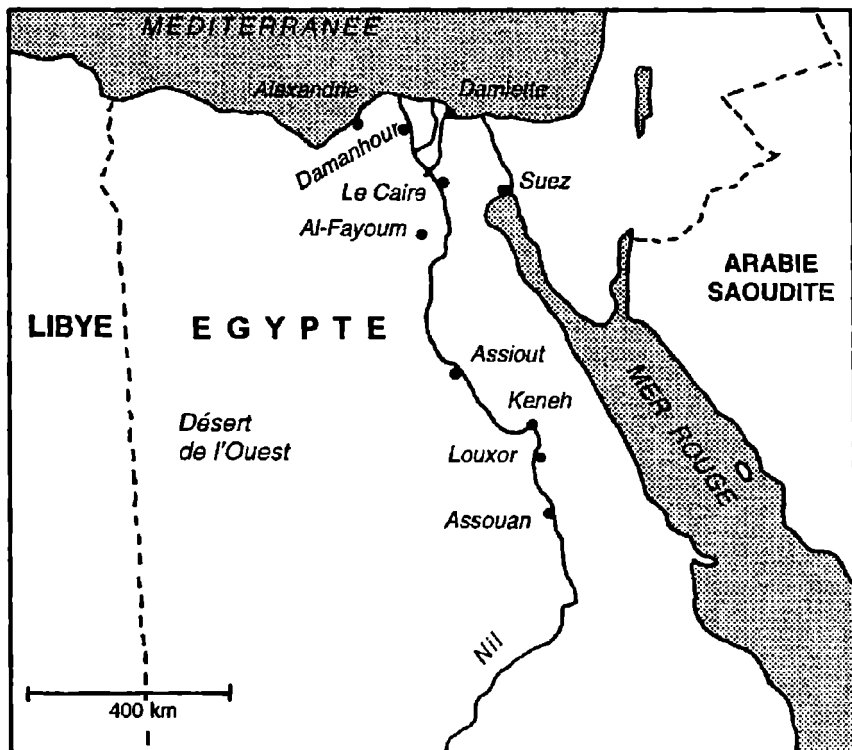 MEDITERRANEE
Alexandrie
Damiette
Damanhour
Le Caire
Suez
Al-Fayoum
ARABIE
SAOUDITE
LIBYE
EGYPTE
Assiout
Keneh
MER ROUGE
Désert
de l'Ouest
Louxor
Assouan
Nil
400 km